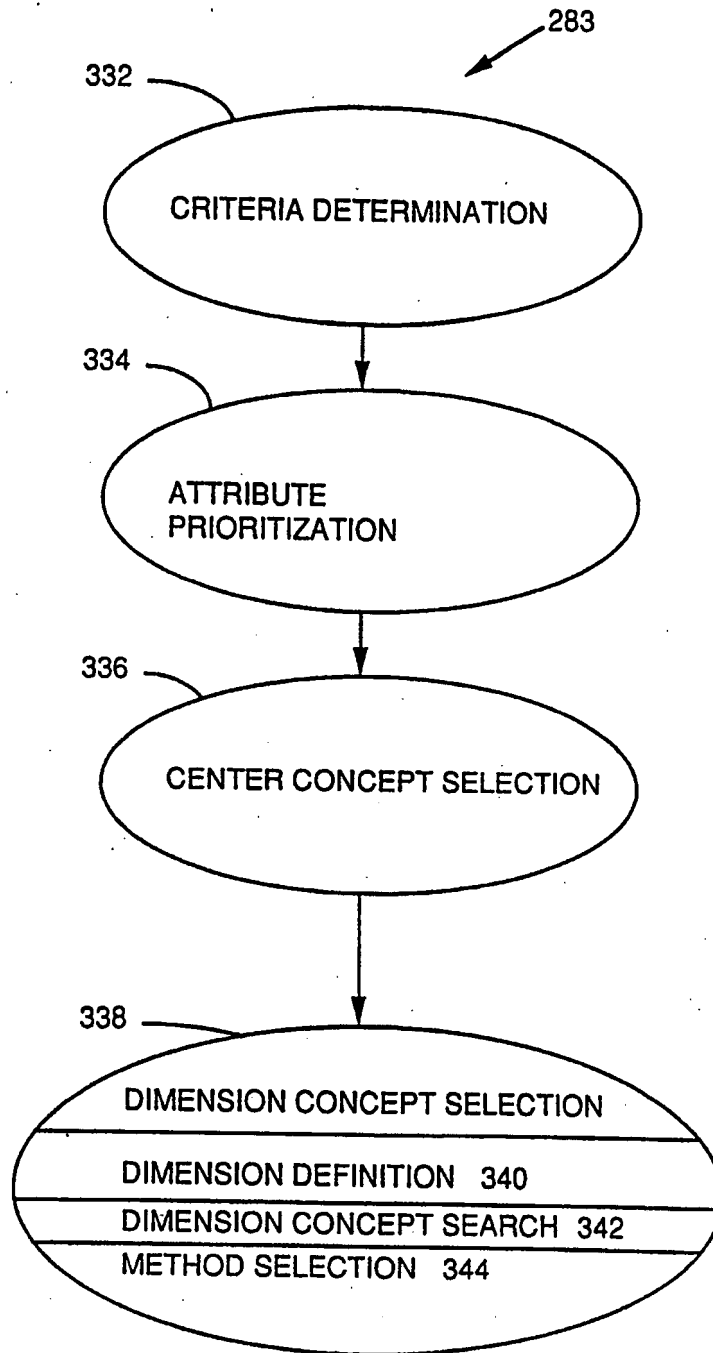 283
332
CRITERIA DETERMINATION
334
ATTRIBUTE
PRIORITIZATION
336
CENTER CONCEPT SELECTION
338
DIMENSION CONCEPT SELECTION
DIMENSION DEFINITION 340
DIMENSION CONCEPT SEARCH 342
METHOD SELECTION 344